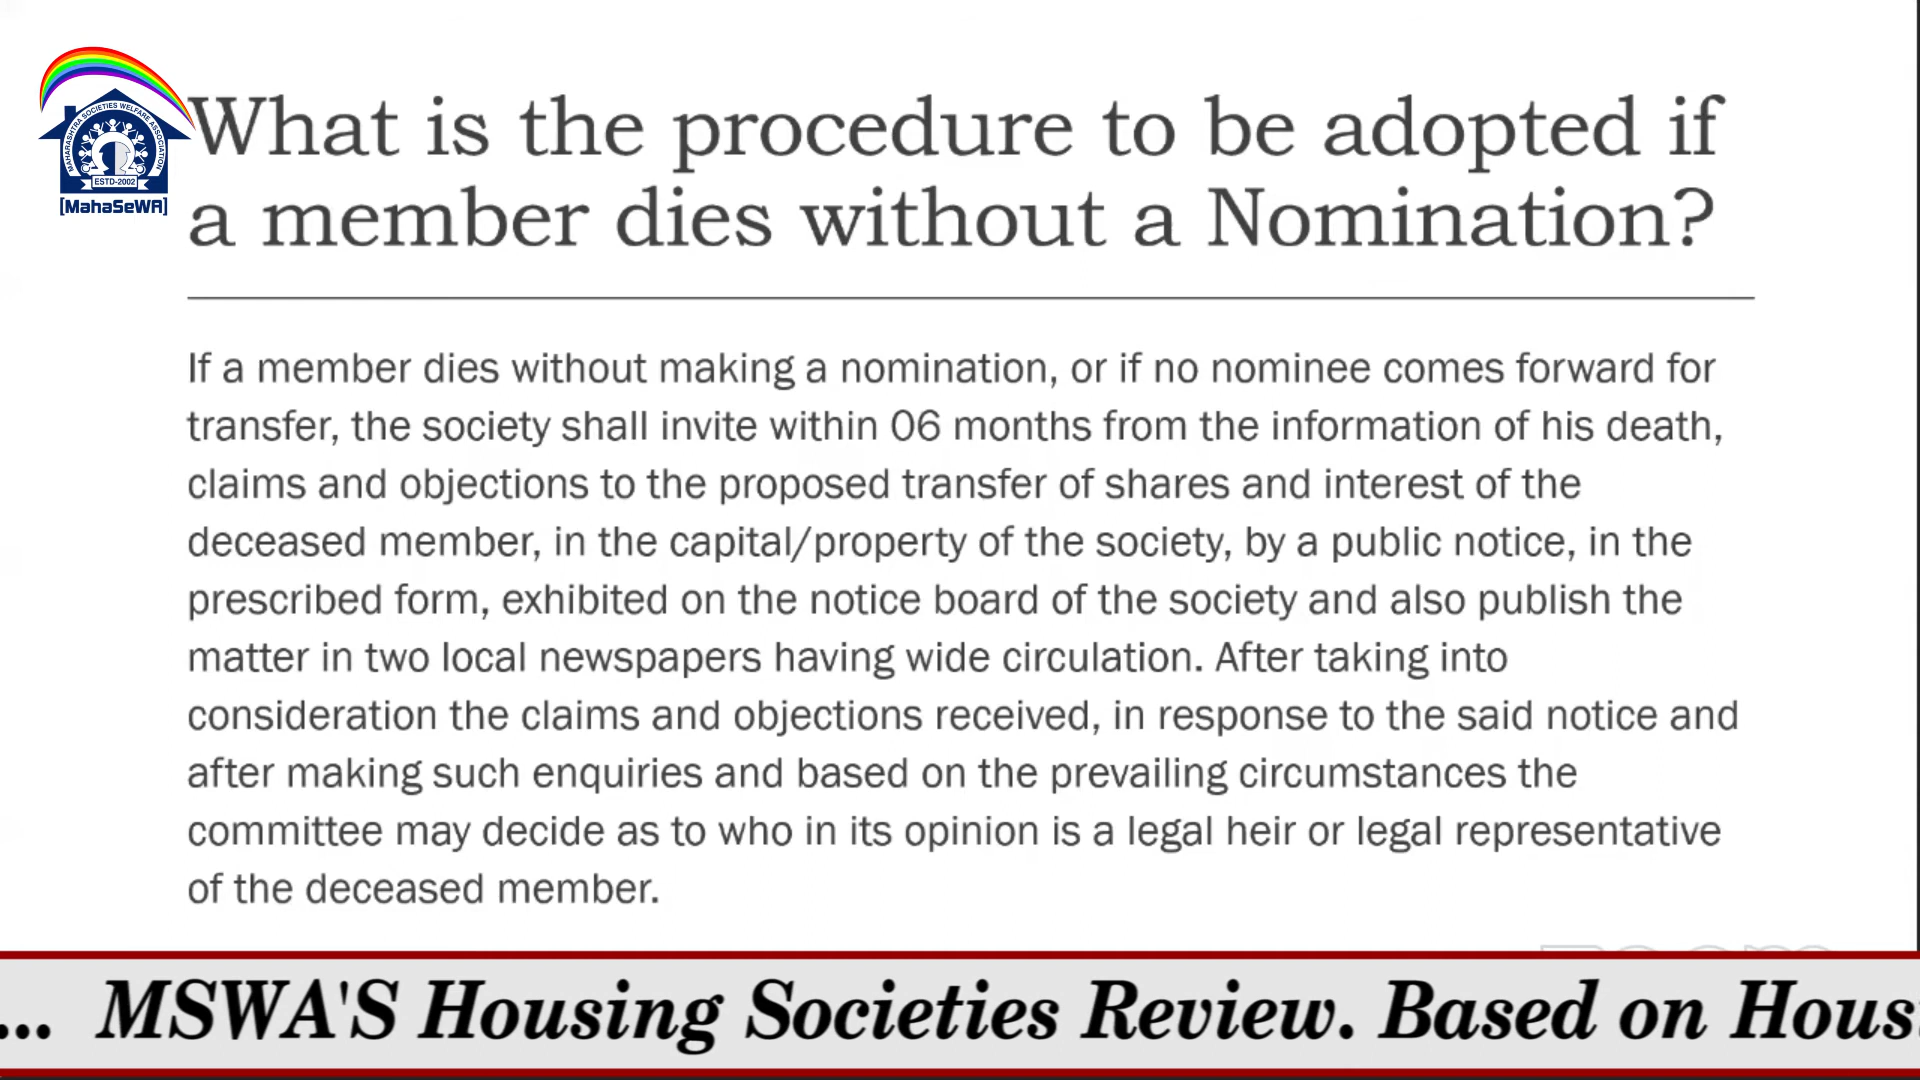 MAHARASHTRA SOCIETIES WELFARE ASSOCIATION
ESTD-2002
[MahaSeWA]
What is the procedure to be adopted if
a member dies without a Nomination?
If a member dies without making a nomination, or if no nominee comes forward for
transfer, the society shall invite within 06 months from the information of his death,
claims and objections to the proposed transfer of shares and interest of the
deceased member, in the capital/property of the society, by a public notice, in the
prescribed form, exhibited on the notice board of the society and also publish the
matter in two local newspapers having wide circulation. After taking into
consideration the claims and objections received, in response to the said notice and
after making such enquiries and based on the prevailing circumstances the
committee may decide as to who in its opinion is a legal heir or legal representative
of the deceased member.
zoom
... MSWA'S Housing Societies Review. Based on Hous